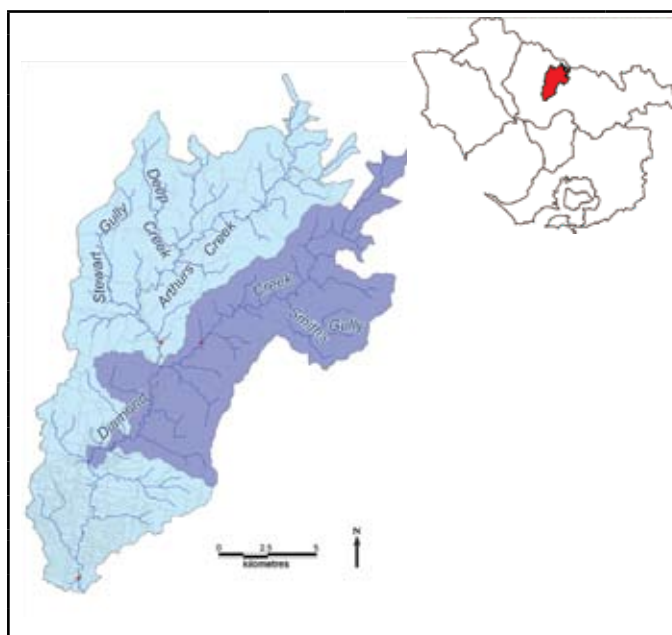 Deep
Creek
Stewart Gully
Arthurs Creek
Creek
Smiths
Gully
Diamond
0 2.5 5
kilometres
N